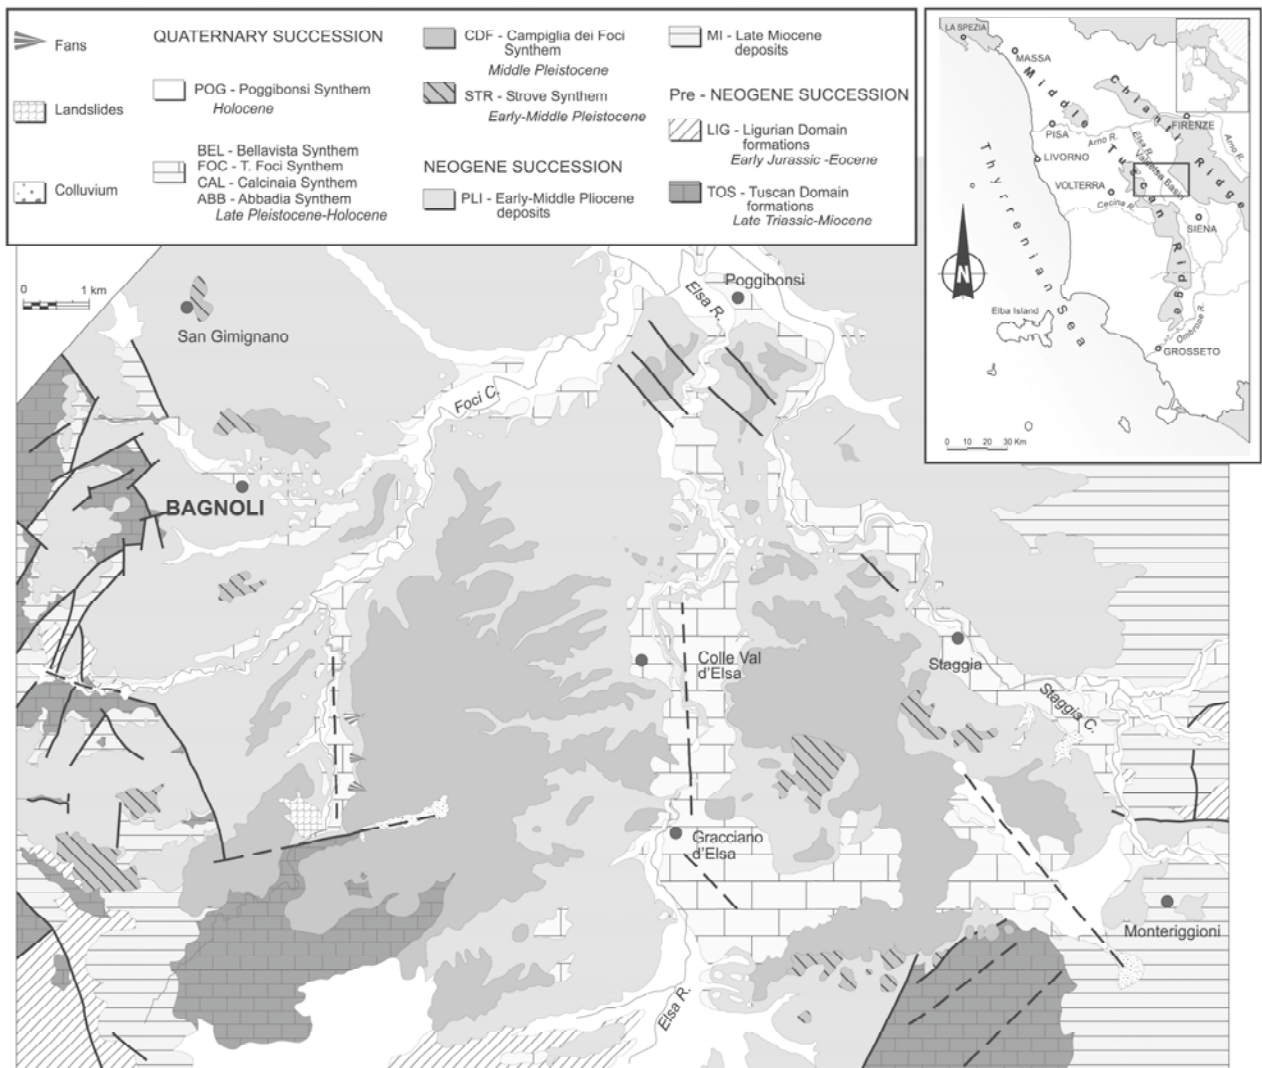 Fans
Landslides
Colluvium
QUATERNARY SUCCESSION
POG - Poggibonsi Synthem
Holocene
BEL - Bellavista Synthem
FOC - T. Foci Synthem
CAL - Calcinaia Synthem
ABB - Abbadia Synthem
Late Pleistocene-Holocene
CDF - Campiglia dei Foci
Synthem
Middle Pleistocene
STR - Strove Synthem
Early-Middle Pleistocene
NEOGENE SUCCESSION
PLI - Early-Middle Pliocene
deposits
MI - Late Miocene
deposits
Pre - NEOGENE SUCCESSION
LIG - Ligurian Domain
formations
Early Jurassic -Eocene
TOS - Tuscan Domain
formations
Late Triassic-Miocene
LA SPEZIA
MASSA
Middle Tuscan Ridge
Chianti Ridge
FIRENZE
PISA
Arno R.
Elsa R.
Arno R.
LIVORNO
Valdelsa Basin
VOLTERRA
Cecina R.
SIENA
Thyrrenian Sea
N
Elba Island
Ombrone R.
GROSSETO
0 10 20 30 Km
0 1 km
San Gimignano
Poggibonsi
Elsa R.
Foci C.
BAGNOLI
Colle Val
d'Elsa
Staggia
Staggia C.
Gracciano
d'Elsa
Monteriggioni
Elsa R.